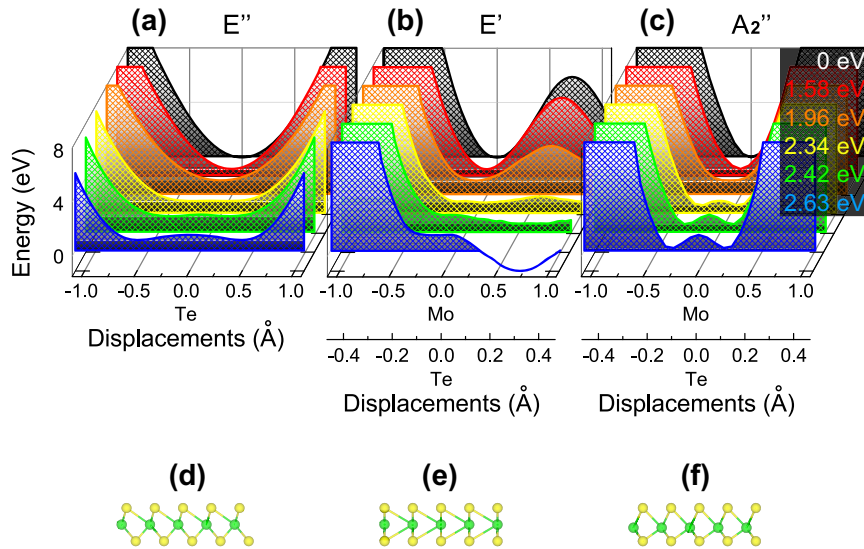 (a) (b) (c)
E'' E' A₂''
0 eV
1.58 eV
1.96 eV
2.34 eV
2.42 eV
2.63 eV
Energy (eV)
8
4
0
-1.0 -0.5 0.0 0.5 1.0 -1.0 -0.5 0.0 0.5 1.0 -1.0 -0.5 0.0 0.5 1.0
Te Mo Mo
Displacements (Å)
-0.4 -0.2 0.0 0.2 0.4 -0.4 -0.2 0.0 0.2 0.4
Te Te
Displacements (Å) Displacements (Å)
(d) (e) (f)